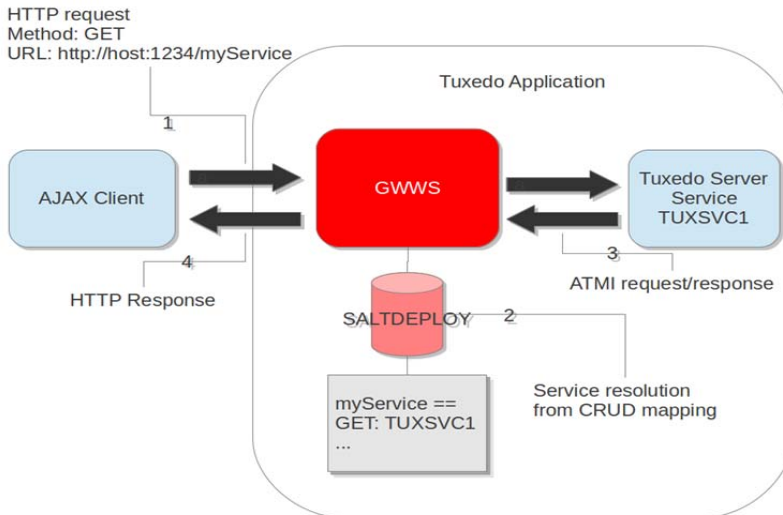 HTTP request
Method: GET
URL: http://host:1234/myService
Tuxedo Application
1
AJAX Client
GWWS
Tuxedo Server
Service
TUXSVC1
4
HTTP Response
3
ATMI request/response
SALTDEPLOY
2
myService ==
GET: TUXSVC1
...
Service resolution
from CRUD mapping